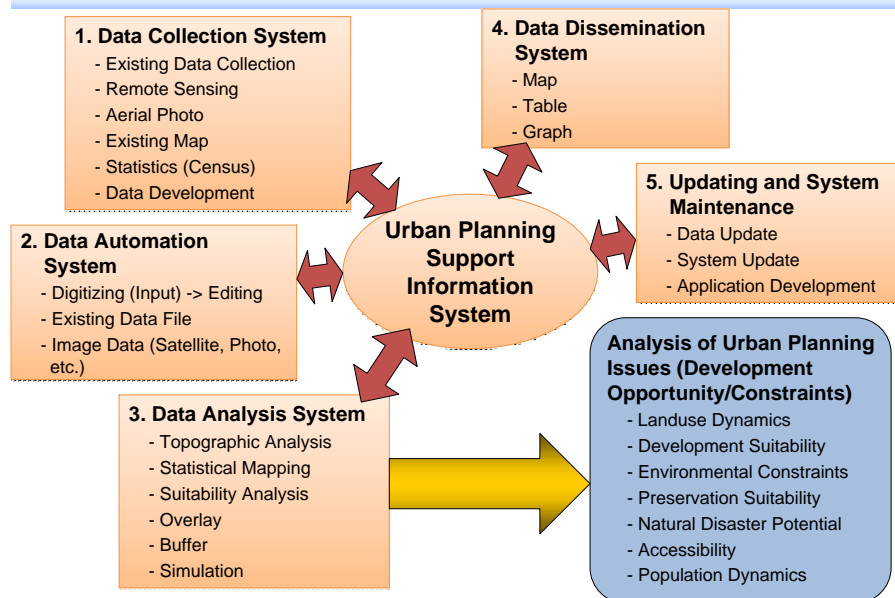 1. Data Collection System
- Existing Data Collection
- Remote Sensing
- Aerial Photo
- Existing Map
- Statistics (Census)
- Data Development
2. Data Automation
System
- Digitizing (Input) -> Editing
- Existing Data File
- Image Data (Satellite, Photo,
etc.)
3. Data Analysis System
- Topographic Analysis
- Statistical Mapping
- Suitability Analysis
- Overlay
- Buffer
- Simulation
Urban Planning
Support
Information
System
4. Data Dissemination
System
- Map
- Table
- Graph
5. Updating and System
Maintenance
- Data Update
- System Update
- Application Development
Analysis of Urban Planning
Issues (Development
Opportunity/Constraints)
- Landuse Dynamics
- Development Suitability
- Environmental Constraints
- Preservation Suitability
- Natural Disaster Potential
- Accessibility
- Population Dynamics